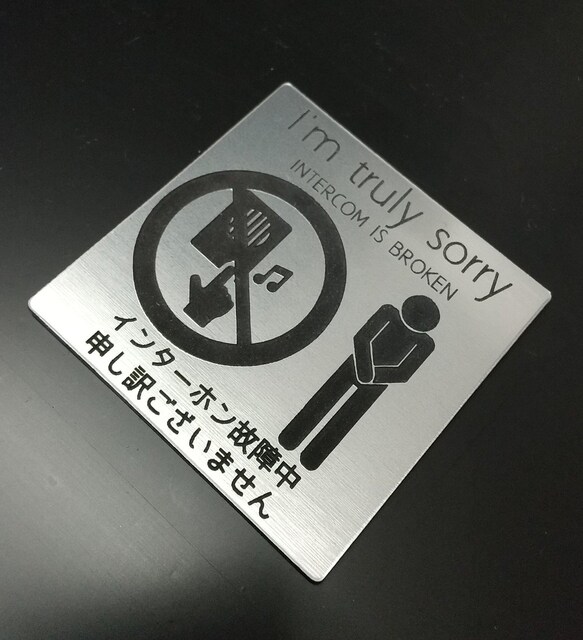 I'm truly sorry
INTERCOM IS BROKEN
インターホン故障中
申し訳ございません